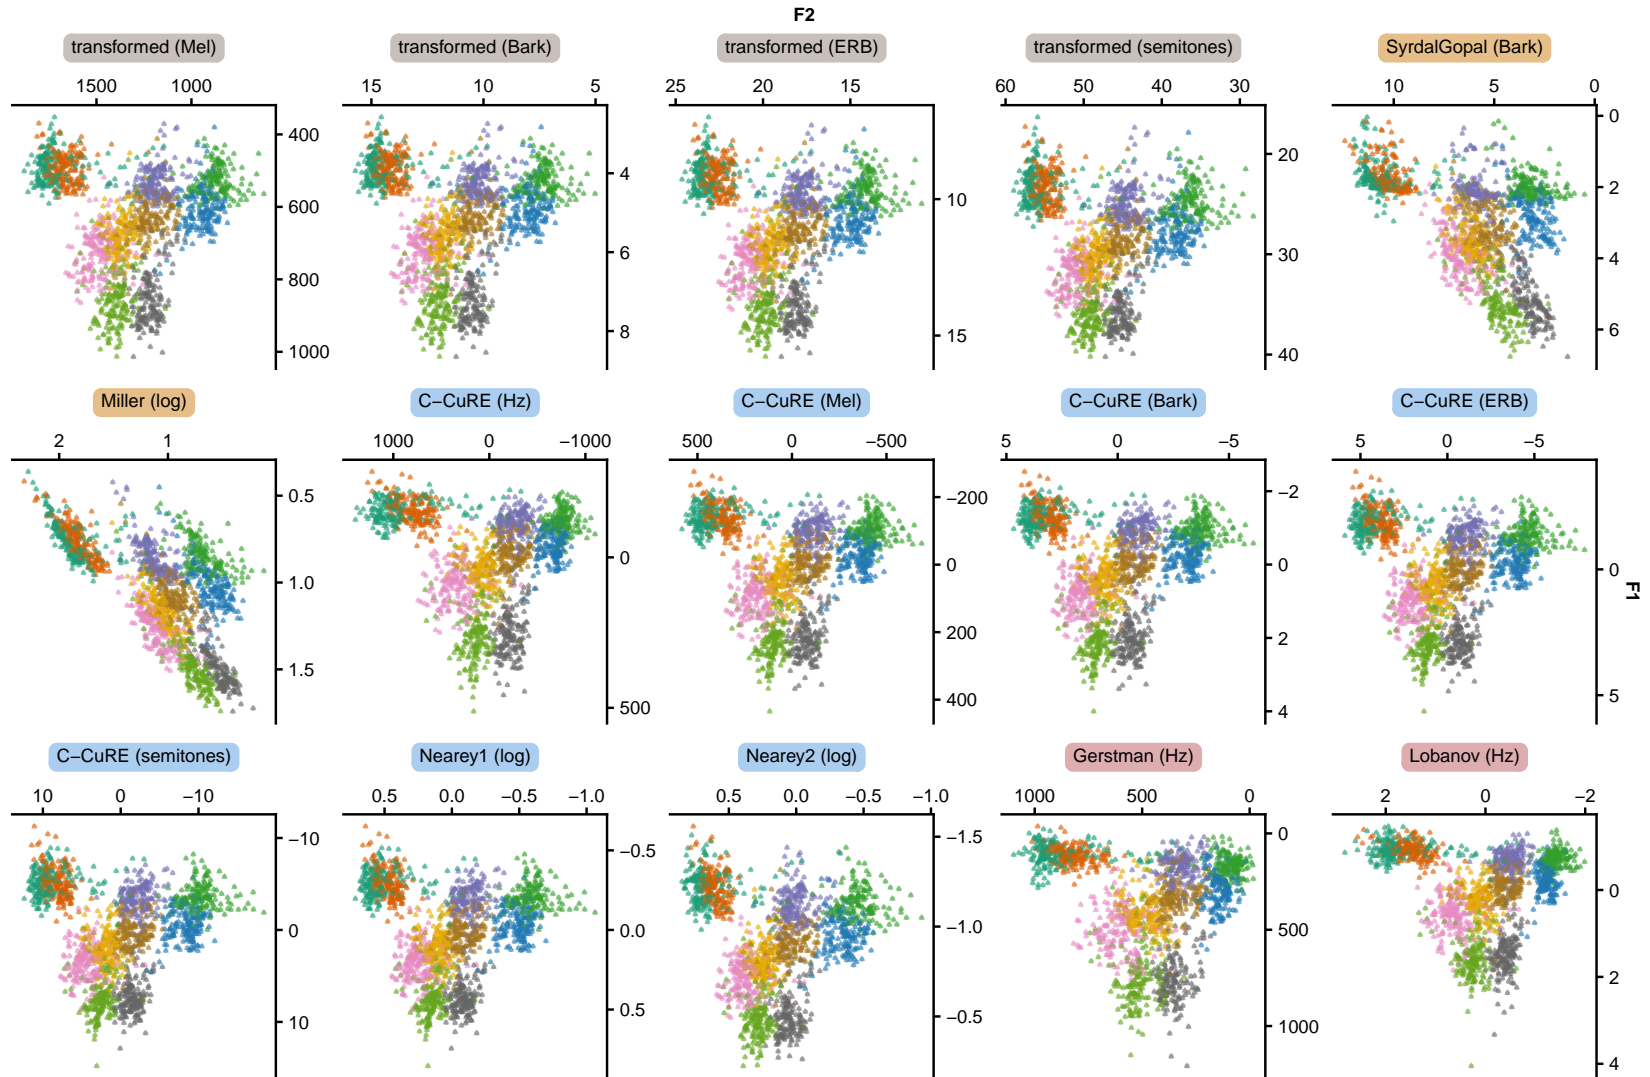 F2
transformed (Mel)
transformed (Bark)
transformed (ERB)
transformed (semitones)
SyrdalGopal (Bark)
1500 1000
15 10 5
25 20 15
60 50 40 30
10 5 0
400
600
800
1000
4
6
8
10
15
20
30
40
0
2
4
6
Miller (log)
C−CuRE (Hz)
C−CuRE (Mel)
C−CuRE (Bark)
C−CuRE (ERB)
2 1
1000 0 −1000
500 0 −500
5 0 −5
5 0 −5
0.5
1.0
1.5
0
500
−200
0
200
400
−2
0
2
4
0
5
F1
C−CuRE (semitones)
Nearey1 (log)
Nearey2 (log)
Gerstman (Hz)
Lobanov (Hz)
10 0 −10
0.5 0.0 −0.5 −1.0
0.5 0.0 −0.5 −1.0
1000 500 0
2 0 −2
−10
0
10
−0.5
0.0
0.5
−1.5
−1.0
−0.5
0
500
1000
0
2
4